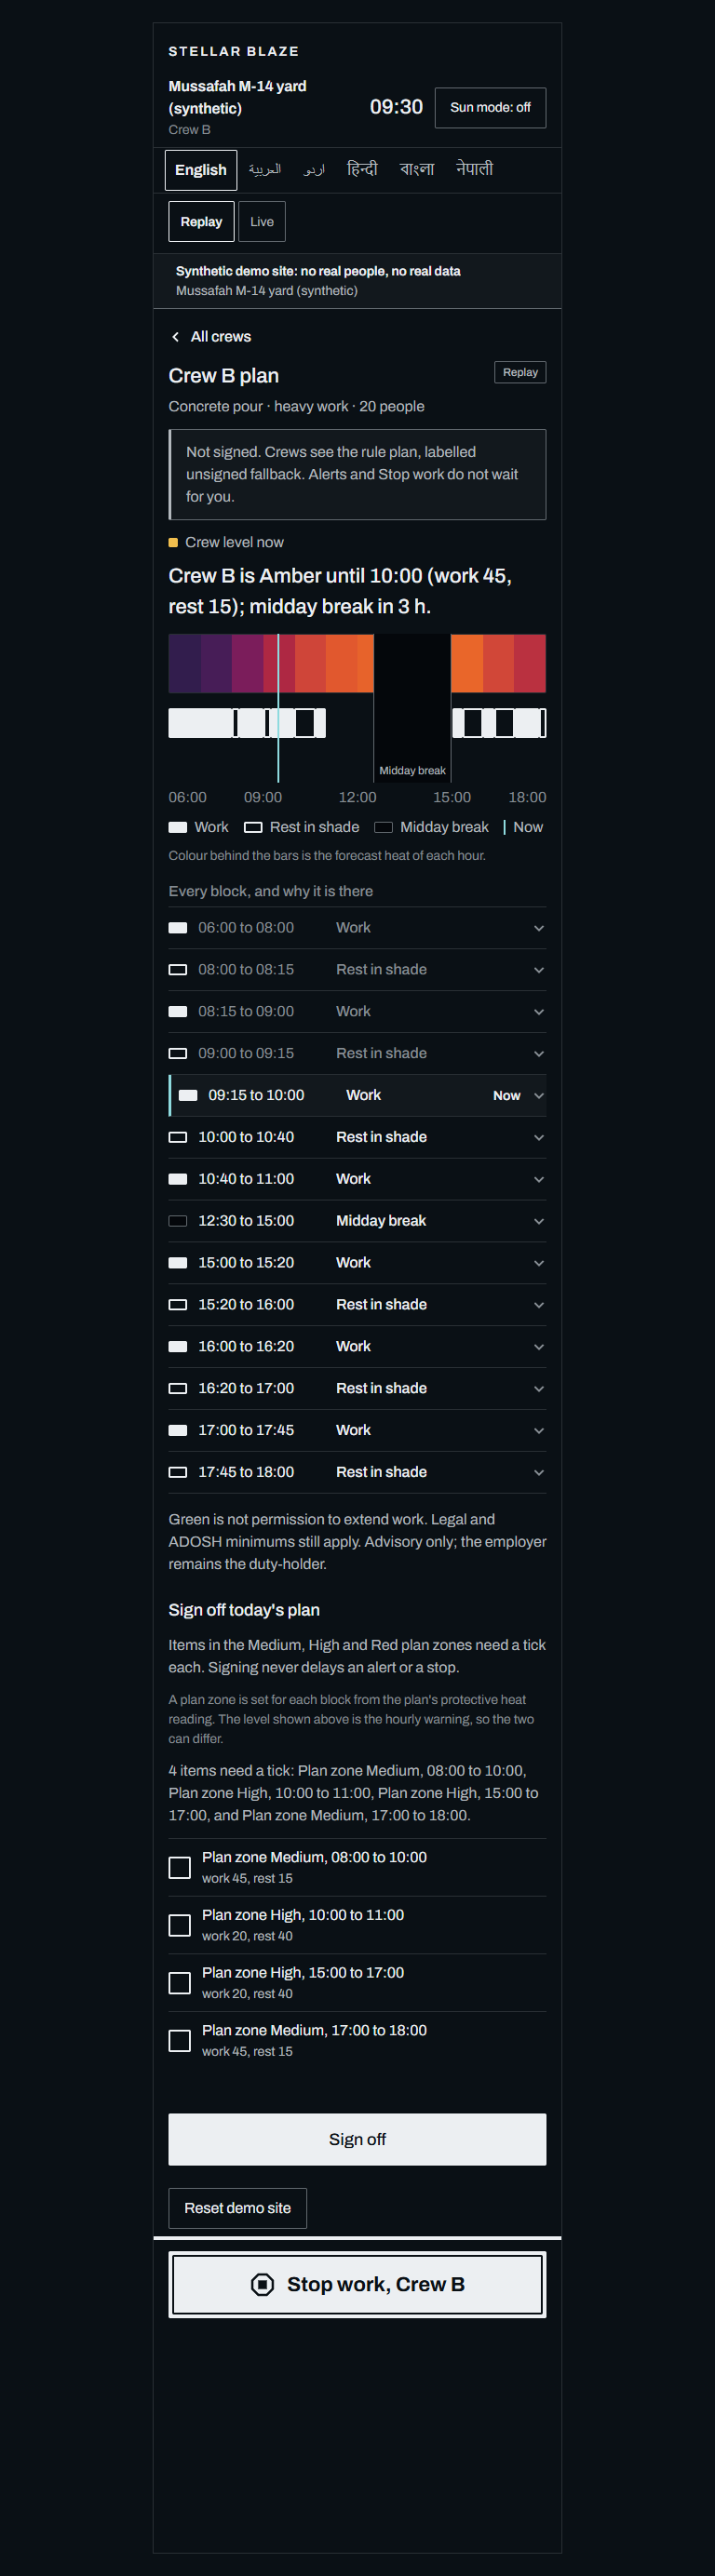 STELLAR BLAZE
Mussafah M-14 yard
(synthetic)
Crew B
09:30
Sun mode: off
English
العربية
اردو
हिन्दी
বাংলা
नेपाली
Replay
Live
Synthetic demo site: no real people, no real data
Mussafah M-14 yard (synthetic)
All crews
Crew B plan
Replay
Concrete pour · heavy work · 20 people
Not signed. Crews see the rule plan, labelled
unsigned fallback. Alerts and Stop work do not wait
for you.
Crew level now
Crew B is Amber until 10:00 (work 45,
rest 15); midday break in 3 h.
Midday break
06:00 09:00 12:00 15:00 18:00
Work Rest in shade Midday break Now
Colour behind the bars is the forecast heat of each hour.
Every block, and why it is there
06:00 to 08:00 Work
08:00 to 08:15 Rest in shade
08:15 to 09:00 Work
09:00 to 09:15 Rest in shade
09:15 to 10:00 Work Now
10:00 to 10:40 Rest in shade
10:40 to 11:00 Work
12:30 to 15:00 Midday break
15:00 to 15:20 Work
15:20 to 16:00 Rest in shade
16:00 to 16:20 Work
16:20 to 17:00 Rest in shade
17:00 to 17:45 Work
17:45 to 18:00 Rest in shade
Green is not permission to extend work. Legal and
ADOSH minimums still apply. Advisory only; the employer
remains the duty-holder.
Sign off today's plan
Items in the Medium, High and Red plan zones need a tick
each. Signing never delays an alert or a stop.
A plan zone is set for each block from the plan's protective heat
reading. The level shown above is the hourly warning, so the two
can differ.
4 items need a tick: Plan zone Medium, 08:00 to 10:00,
Plan zone High, 10:00 to 11:00, Plan zone High, 15:00 to
17:00, and Plan zone Medium, 17:00 to 18:00.
Plan zone Medium, 08:00 to 10:00
work 45, rest 15
Plan zone High, 10:00 to 11:00
work 20, rest 40
Plan zone High, 15:00 to 17:00
work 20, rest 40
Plan zone Medium, 17:00 to 18:00
work 45, rest 15
Sign off
Reset demo site
Stop work, Crew B